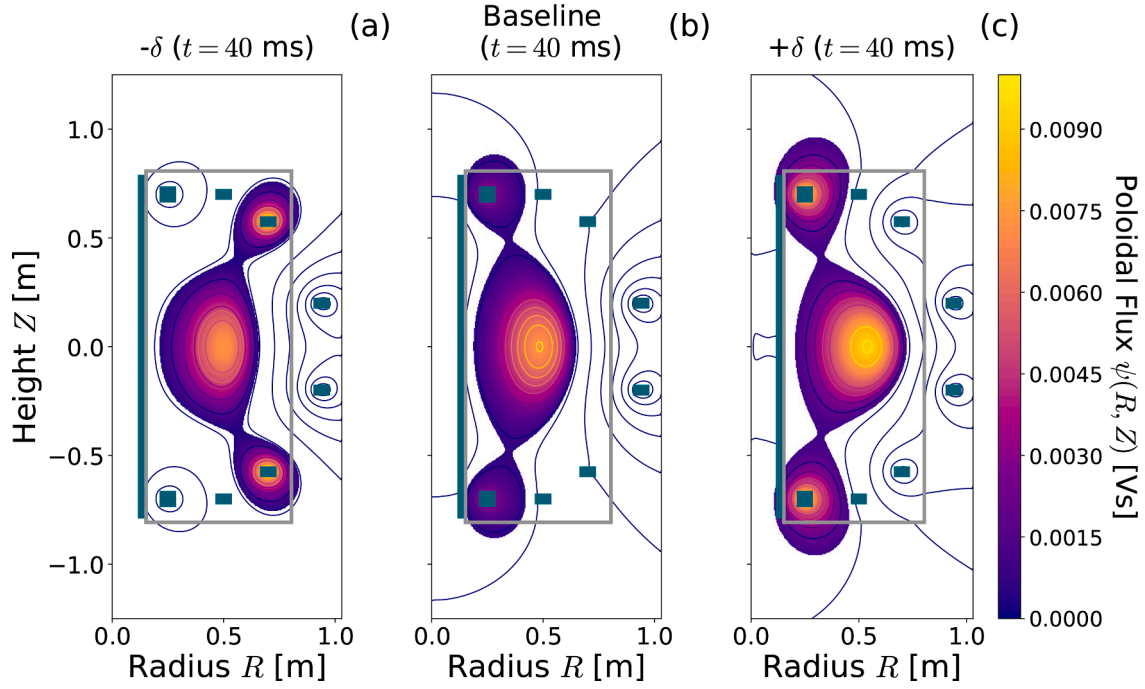 -δ (t = 40 ms)
(a)
Baseline
(t = 40 ms)
(b)
+δ (t = 40 ms)
(c)
Height Z [m]
1.0
0.5
0.0
−0.5
−1.0
0.0 0.5 1.0
0.0 0.5 1.0
0.0 0.5 1.0
Radius R [m]
Radius R [m]
Radius R [m]
0.0090
0.0075
0.0060
0.0045
0.0030
0.0015
0.0000
Poloidal Flux ψ(R, Z) [Vs]